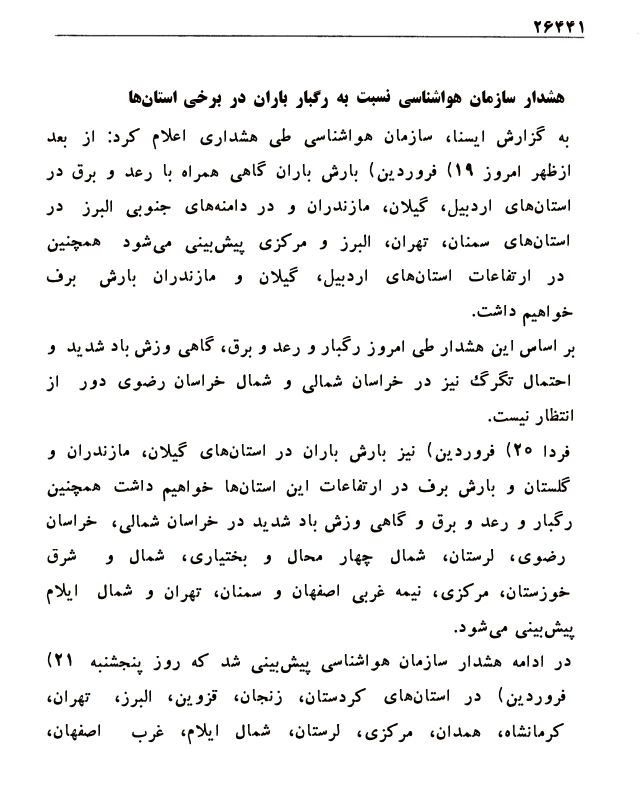 ۲۶۴۴۱
هشدار سازمان هواشناسی نسبت به رگبار باران در برخی استان‌ها
به گزارش ایسنا، سازمان هواشناسی طی هشداری اعلام کرد: از بعد
ازظهر امروز ۱۹) فروردین) بارش باران گاهی همراه با رعد و برق در
استان‌های اردبیل، گیلان، مازندران و در دامنه‌های جنوبی البرز در
استان‌های سمنان، تهران، البرز و مرکزی پیش‌بینی می‌شود همچنین
در ارتفاعات استان‌های اردبیل، گیلان و مازندران بارش برف
خواهیم داشت.
بر اساس این هشدار طی امروز رگبار و رعد و برق، گاهی وزش باد شدید و
احتمال تگرگ نیز در خراسان شمالی و شمال خراسان رضوی دور از
انتظار نیست.
فردا ۲۰) فروردین) نیز بارش باران در استان‌های گیلان، مازندران و
گلستان و بارش برف در ارتفاعات این استان‌ها خواهیم داشت همچنین
رگبار و رعد و برق و گاهی وزش باد شدید در خراسان شمالی، خراسان
رضوی، لرستان، شمال چهار محال و بختیاری، شمال و شرق
خوزستان، مرکزی، نیمه غربی اصفهان و سمنان، تهران و شمال ایلام
پیش‌بینی می‌شود.
در ادامه هشدار سازمان هواشناسی پیش‌بینی شد که روز پنجشنبه ۲۱)
فروردین) در استان‌های کردستان، زنجان، قزوین، البرز، تهران،
کرمانشاه، همدان، مرکزی، لرستان، شمال ایلام، غرب اصفهان،